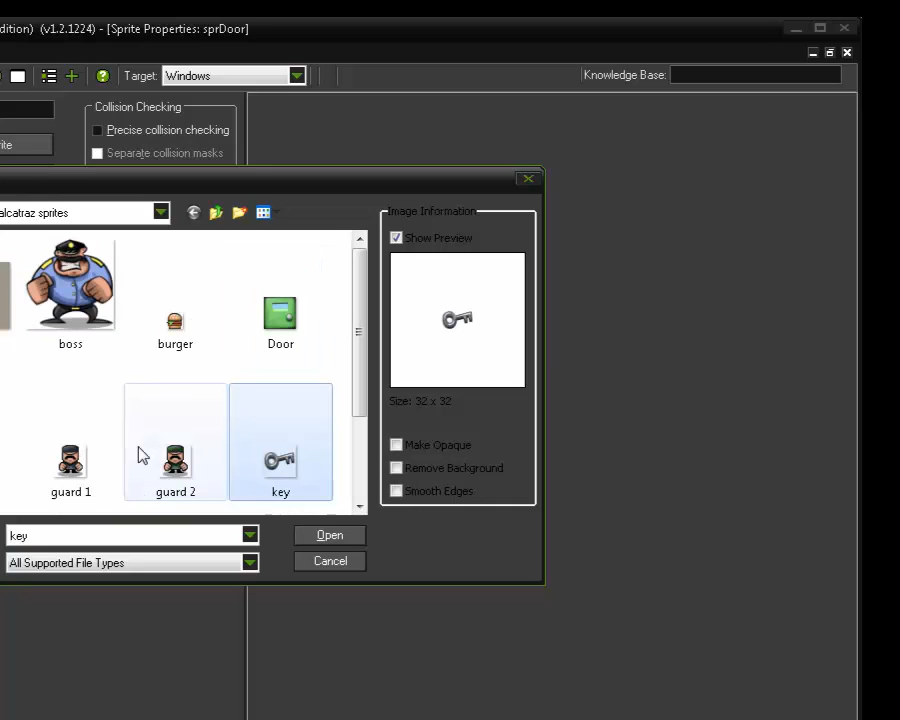 dition) (v1.2.1224) - [Sprite Properties: sprDoor]
Target: Windows
Knowledge Base:
Collision Checking
Precise collision checking
rite
Separate collision masks
alcatraz sprites
Image Information
Show Preview
boss
burger
Door
Size: 32 x 32
Make Opaque
Remove Background
guard 1
guard 2
key
Smooth Edges
key
Open
All Supported File Types
Cancel